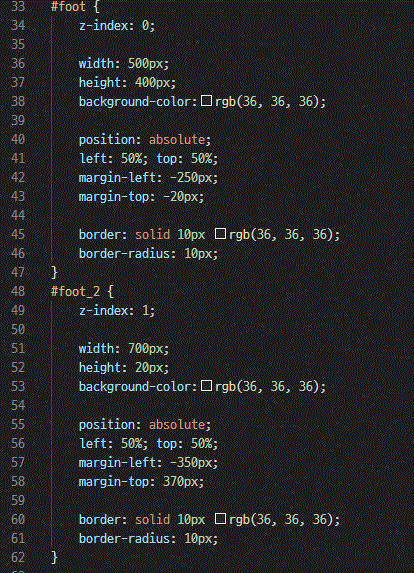 33 #foot {
34 z-index: 0;
35
36 width: 500px;
37 height: 400px;
38 background-color: rgb(36, 36, 36);
39
40 position: absolute;
41 left: 50%; top: 50%;
42 margin-left: -250px;
43 margin-top: -20px;
44
45 border: solid 10px rgb(36, 36, 36);
46 border-radius: 10px;
47 }
48 #foot_2 {
49 z-index: 1;
50
51 width: 700px;
52 height: 20px;
53 background-color: rgb(36, 36, 36);
54
55 position: absolute;
56 left: 50%; top: 50%;
57 margin-left: -350px;
58 margin-top: 370px;
59
60 border: solid 10px rgb(36, 36, 36);
61 border-radius: 10px;
62 }